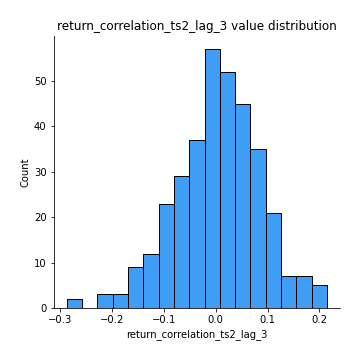 return_correlation_ts2_lag_3 value distribution
50
40
30
20
10
0
Count
−0.3 −0.2 −0.1 0.0 0.1 0.2
return_correlation_ts2_lag_3